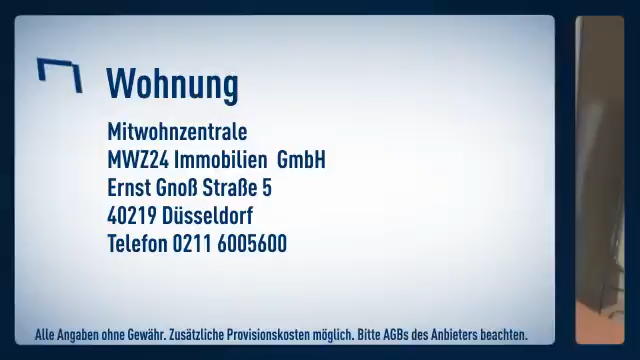 Wohnung
Mitwohnzentrale
MWZ24 Immobilien GmbH
Ernst Gnoß Straße 5
40219 Düsseldorf
Telefon 0211 6005600
Alle Angaben ohne Gewähr. Zusätzliche Provisionskosten möglich. Bitte AGBs des Anbieters beachten.